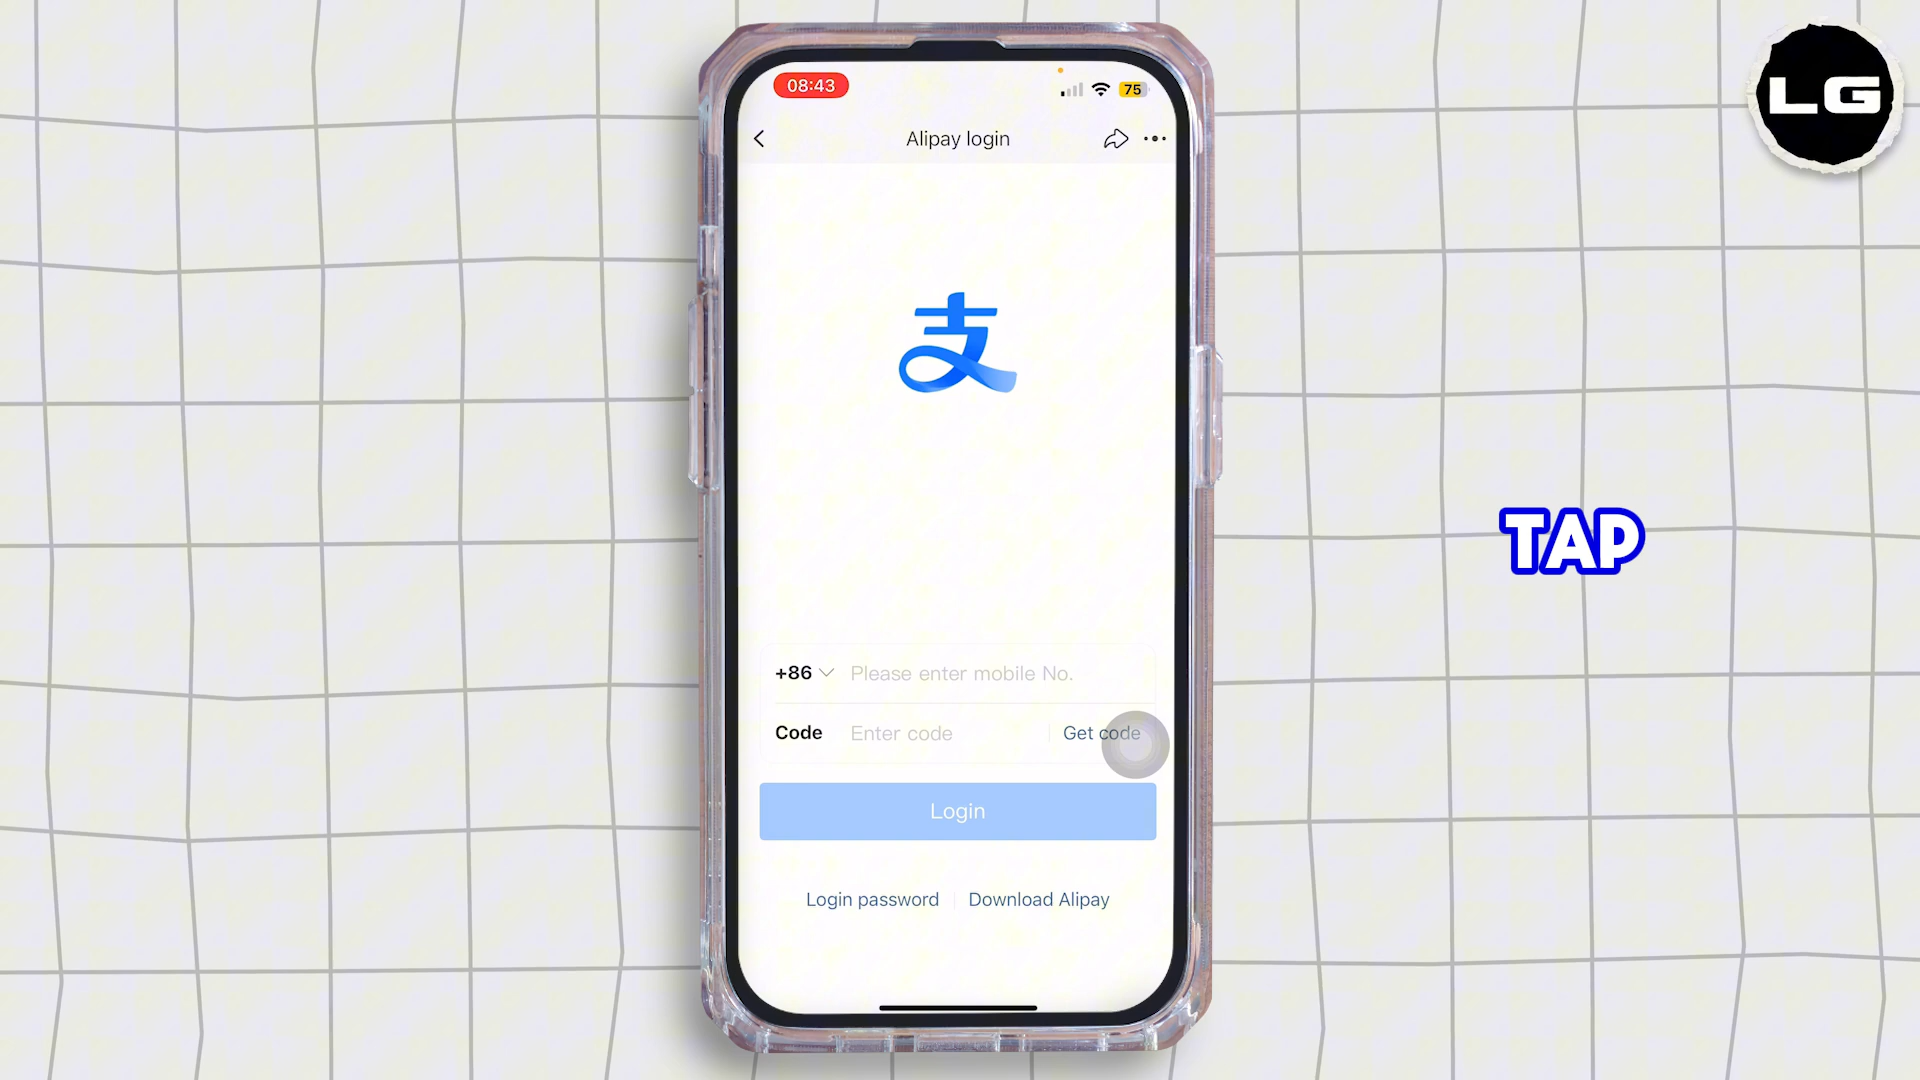 08:43
75
Alipay login
支
+86 Please enter mobile No.
Code Enter code Get code
Login
Login password Download Alipay
TAP
LG